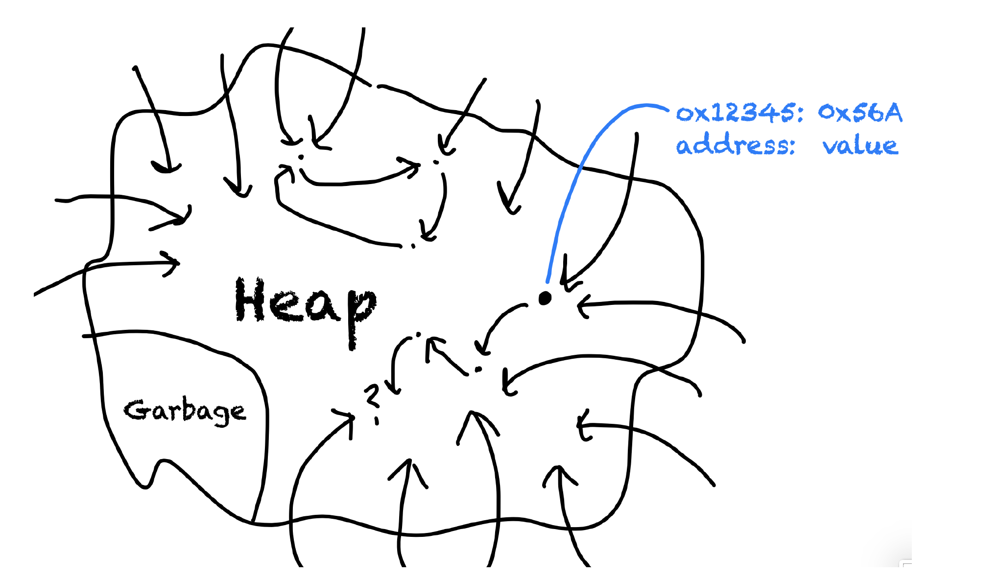 0x12345: 0x56A
address: value
Heap
?
Garbage